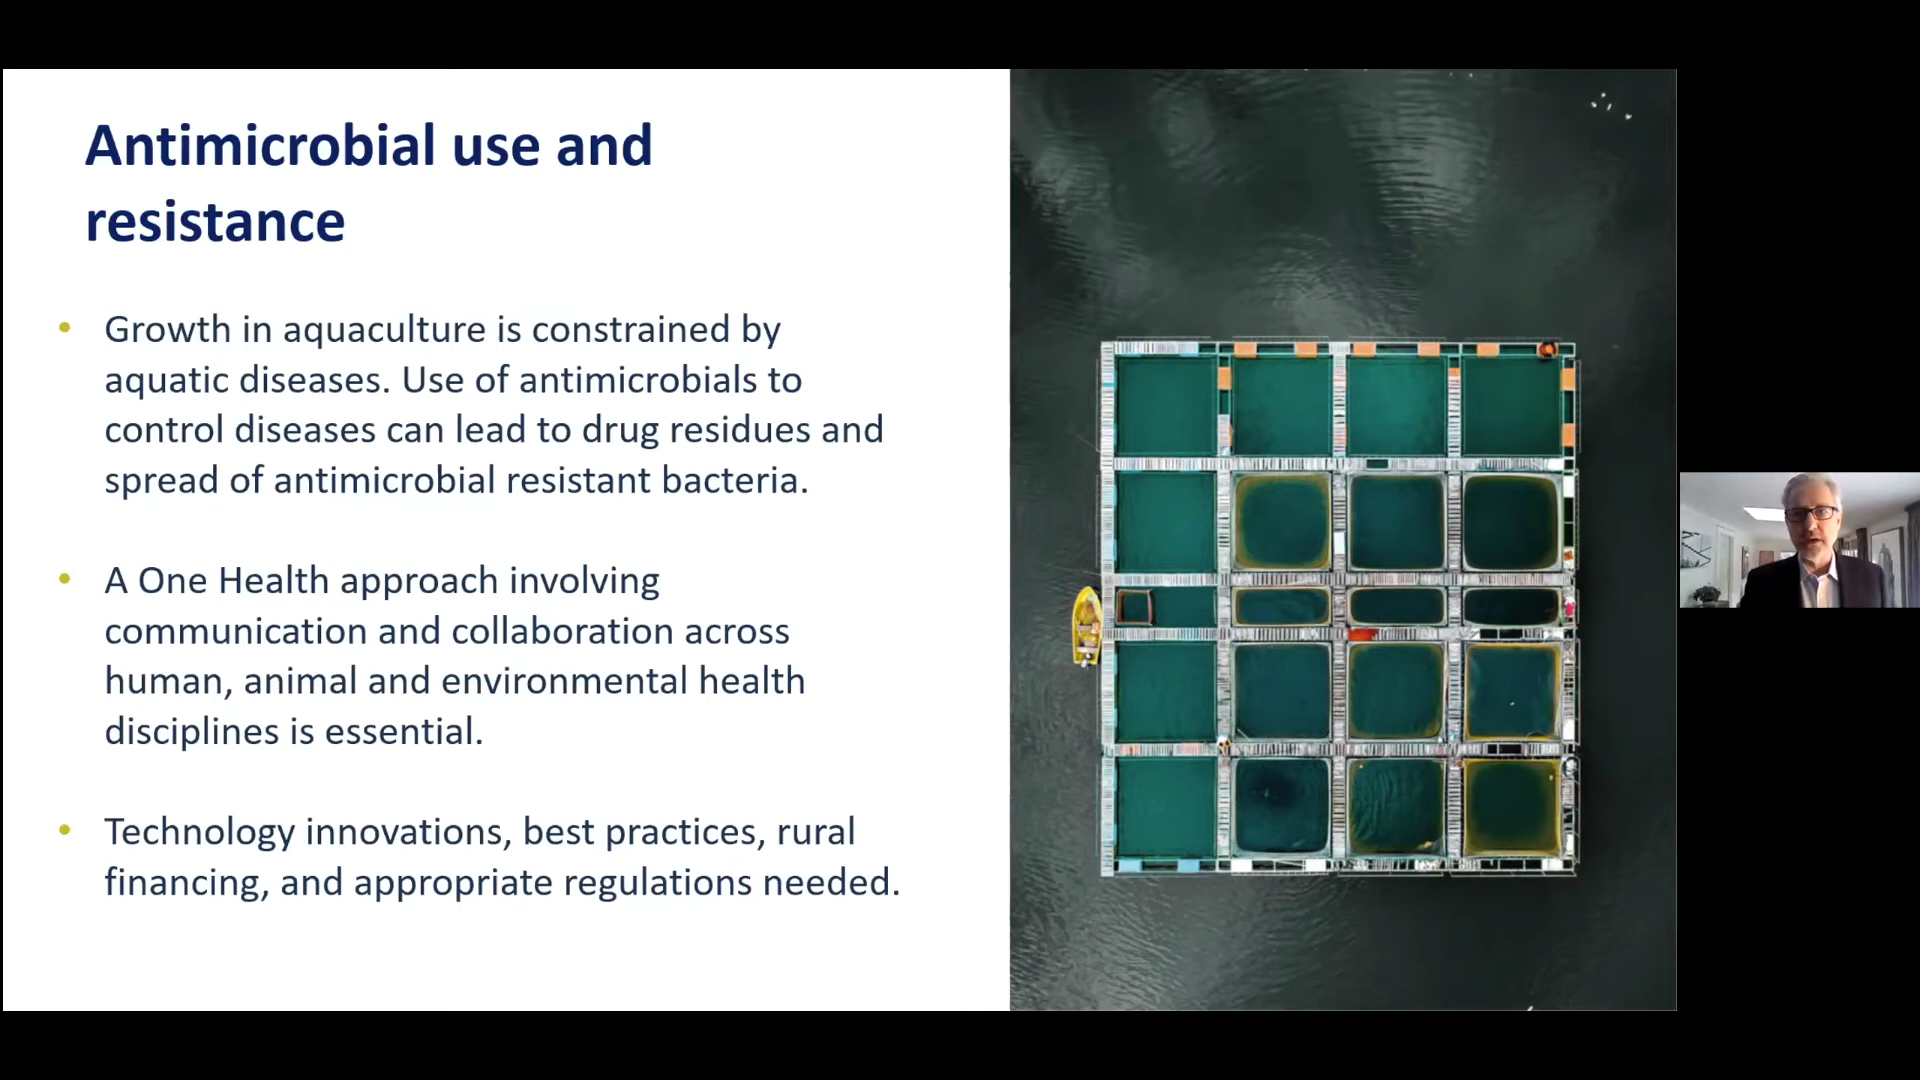 Antimicrobial use and
resistance
• Growth in aquaculture is constrained by
aquatic diseases. Use of antimicrobials to
control diseases can lead to drug residues and
spread of antimicrobial resistant bacteria.
• A One Health approach involving
communication and collaboration across
human, animal and environmental health
disciplines is essential.
• Technology innovations, best practices, rural
financing, and appropriate regulations needed.